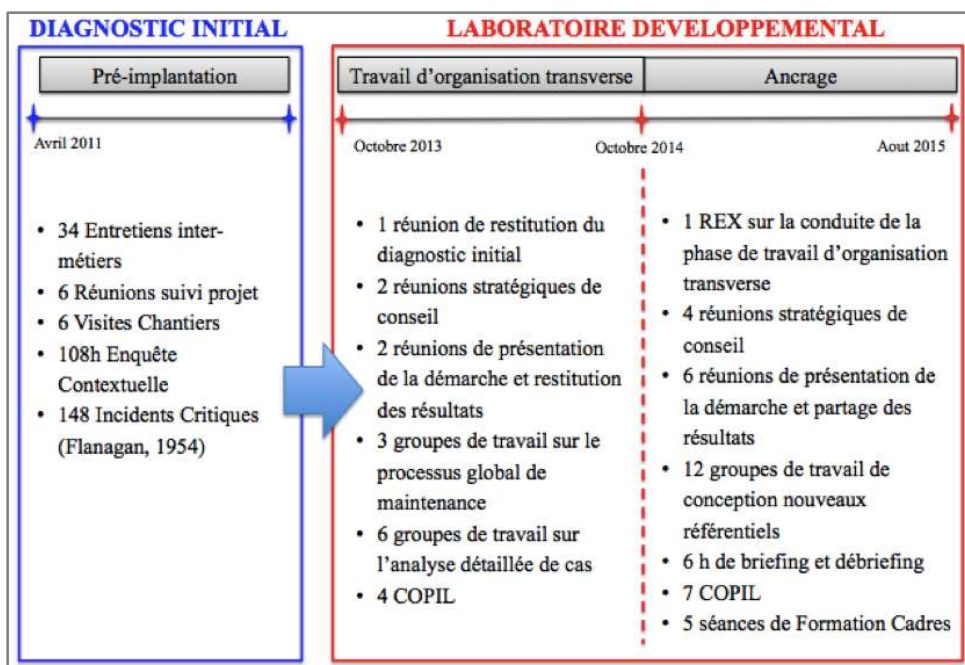 DIAGNOSTIC INITIAL
Pré-implantation
Avril 2011
• 34 Entretiens inter-
métiers
• 6 Réunions suivi projet
• 6 Visites Chantiers
• 108h Enquête
Contextuelle
• 148 Incidents Critiques
(Flanagan, 1954)
LABORATOIRE DEVELOPPEMENTAL
Travail d'organisation transverse
Ancrage
Octobre 2013
Octobre 2014
Aout 2015
• 1 réunion de restitution du
diagnostic initial
• 2 réunions stratégiques de
conseil
• 2 réunions de présentation
de la démarche et restitution
des résultats
• 3 groupes de travail sur le
processus global de
maintenance
• 6 groupes de travail sur
l'analyse détaillée de cas
• 4 COPIL
• 1 REX sur la conduite de la
phase de travail d'organisation
transverse
• 4 réunions stratégiques de
conseil
• 6 réunions de présentation de
la démarche et partage des
résultats
• 12 groupes de travail de
conception nouveaux
référentiels
• 6 h de briefing et débriefing
• 7 COPIL
• 5 séances de Formation Cadres